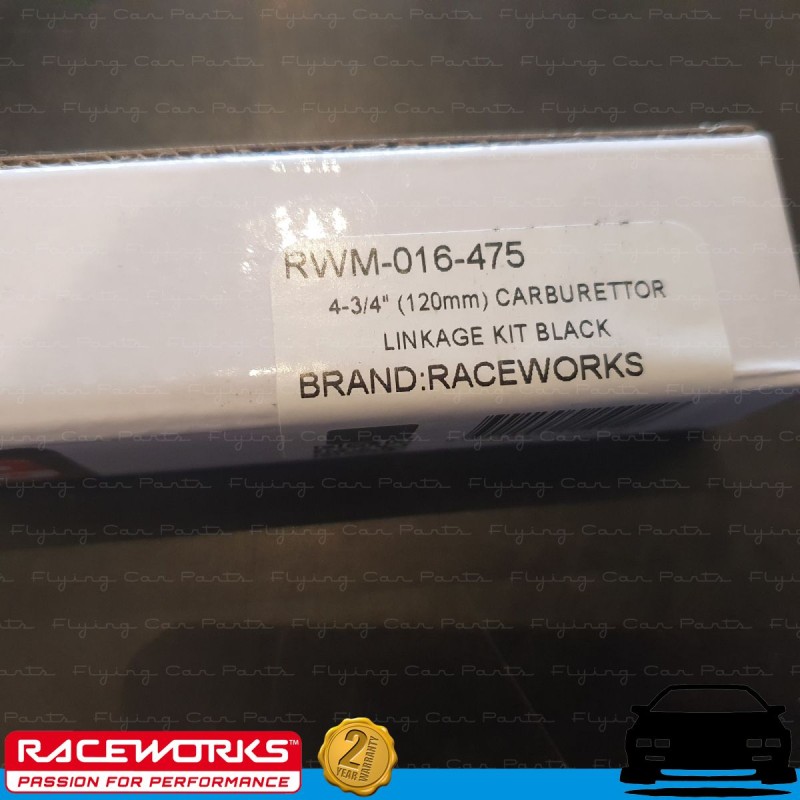 Flying Car Parts
RWM-016-475
4-3/4" (120mm) CARBURETTOR
LINKAGE KIT BLACK
BRAND:RACEWORKS
RACEWORKS™
PASSION FOR PERFORMANCE
2
YEAR WARRANTY